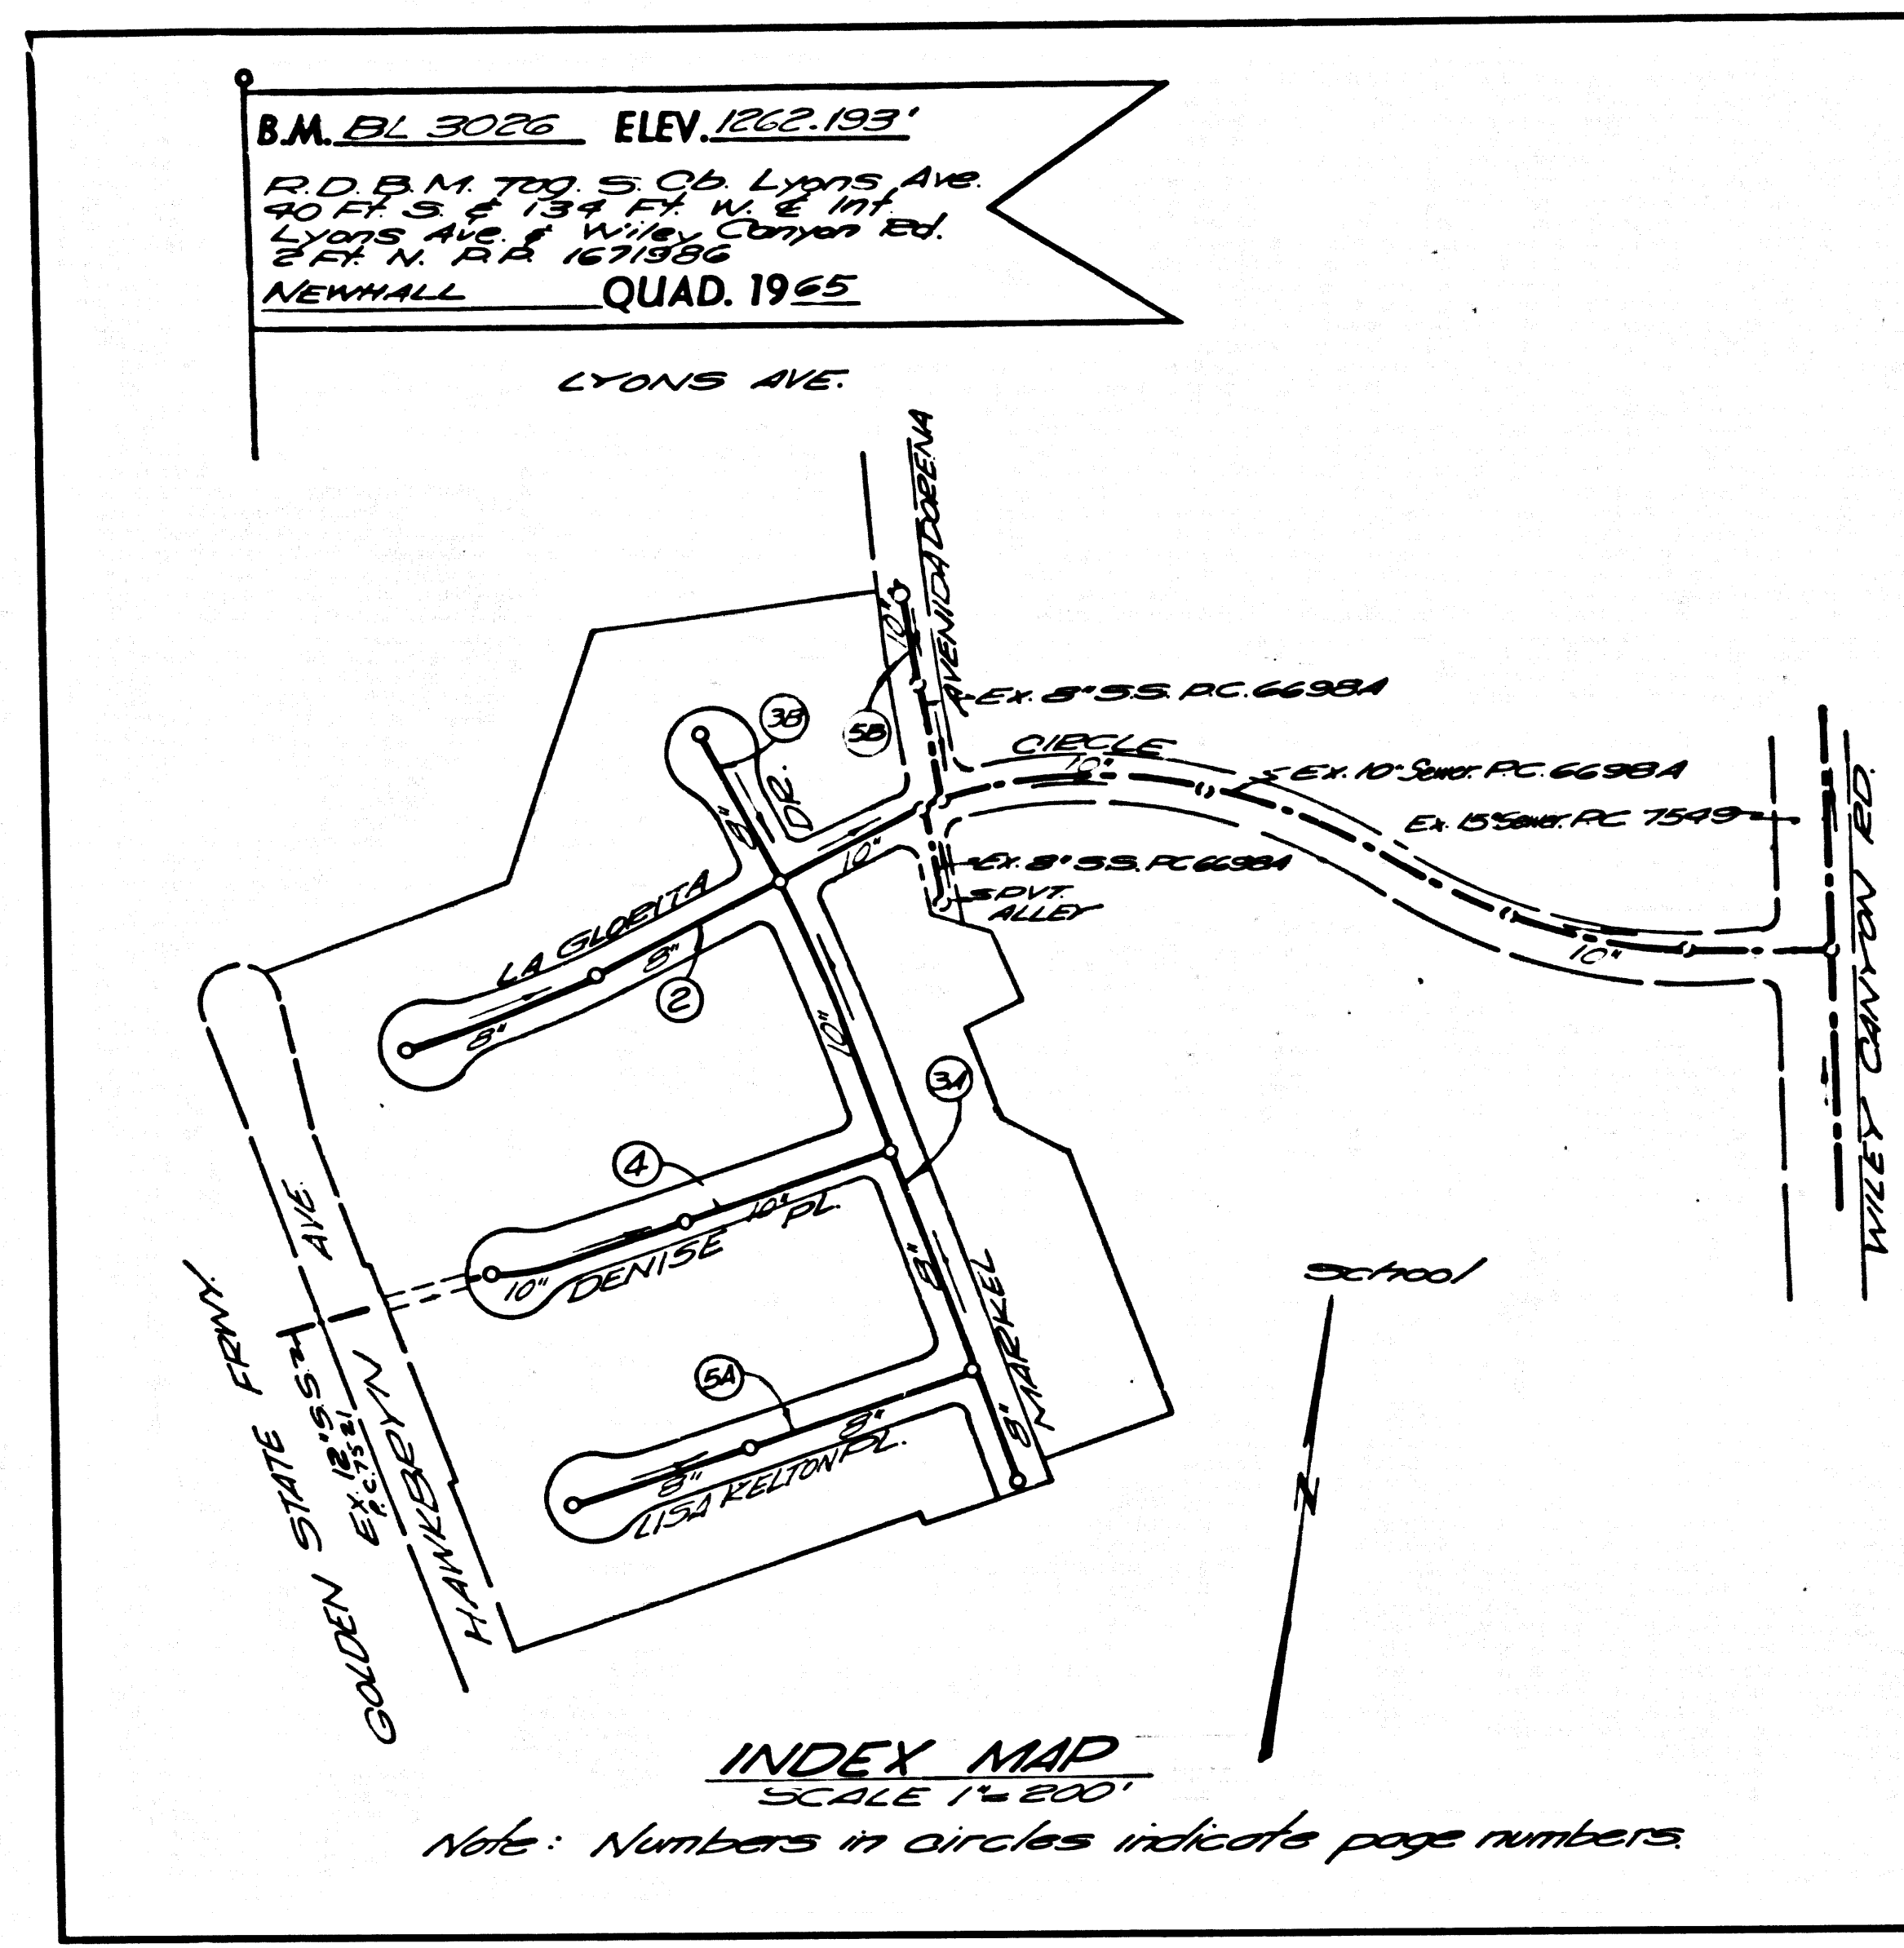 B.M. BL 3026 ELEV. 1262.193'
R.D.B.M. Tag. S. Cb. Lyons Ave.
40 Ft. S. ₵ 134 Ft. W. ₵ Int.
Lyons Ave. & Wiley Canyon Rd.
2 Ft. N. P.P. 1671986
NEWHALL QUAD. 1965
LYONS AVE.
AVENIDA DORENA
10"
5B
Ex. 8" S.S. P.C. 6698A
3B
CIRCLE
10"
Ex. 10" Sewer. P.C. 6698A
Ex. 15" Sewer. P.C. 7549
DR.
8"
10"
Ex. 8" S.S. P.C. 6698A
PVT.
ALLEY
LA GLORITA
8"
2
8"
10"
10"
WILEY CANYON RD.
3A
4
10"
DENISE PL.
10"
8"
MARKEL
8"
5A
8"
8"
LISA KELTON PL.
HAWKBRYN AVE.
Ex. 12" S.S.
P.C. 7521
GOLDEN STATE FRWY.
School
N
INDEX MAP
SCALE 1"=200'
Note: Numbers in circles indicate page numbers.